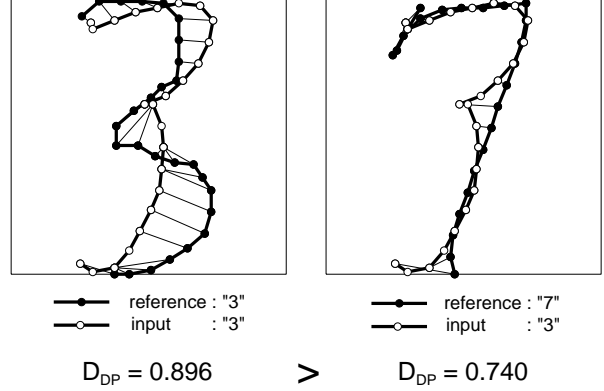 reference : "3"
input : "3"
reference : "7"
input : "3"
D_DP = 0.896 > D_DP = 0.740